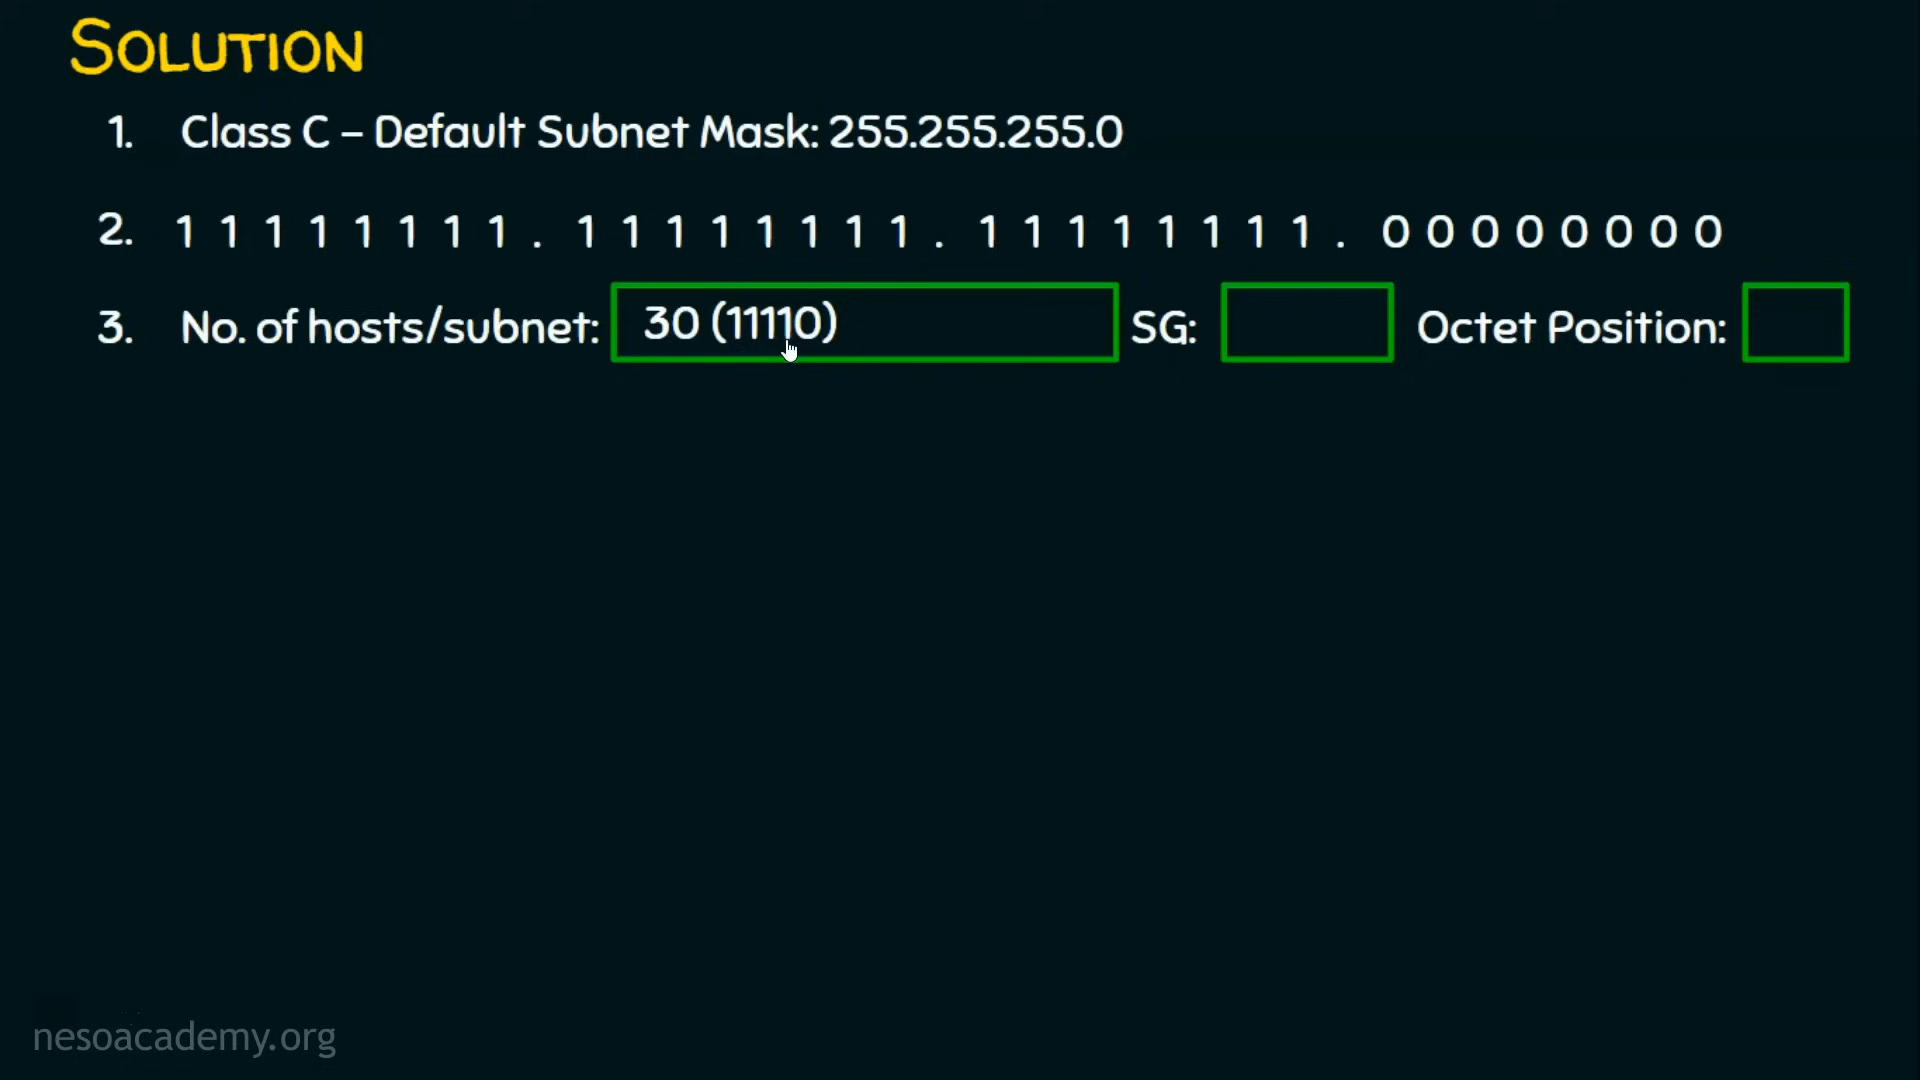 SOLUTION
1. Class C – Default Subnet Mask: 255.255.255.0
2. 1 1 1 1 1 1 1 1 . 1 1 1 1 1 1 1 1 . 1 1 1 1 1 1 1 1 . 0 0 0 0 0 0 0 0
3. No. of hosts/subnet: 30 (11110) SG: Octet Position:
nesoacademy.org